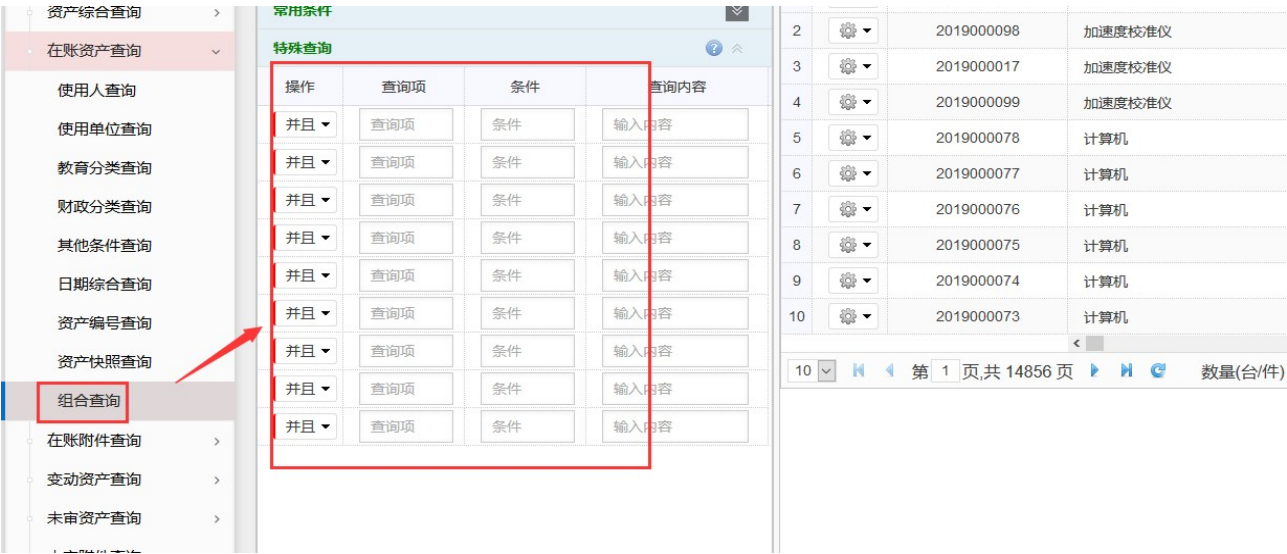 资产综合查询
在账资产查询
使用人查询
使用单位查询
教育分类查询
财政分类查询
其他条件查询
日期综合查询
资产编号查询
资产快照查询
组合查询
在账附件查询
变动资产查询
未审资产查询
常用条件
特殊查询
操作 查询项 条件 查询内容
并且 查询项 条件 输入内容
并且 查询项 条件 输入内容
并且 查询项 条件 输入内容
并且 查询项 条件 输入内容
并且 查询项 条件 输入内容
并且 查询项 条件 输入内容
并且 查询项 条件 输入内容
并且 查询项 条件 输入内容
并且 查询项 条件 输入内容
2 2019000098 加速度校准仪
3 2019000017 加速度校准仪
4 2019000099 加速度校准仪
5 2019000078 计算机
6 2019000077 计算机
7 2019000076 计算机
8 2019000075 计算机
9 2019000074 计算机
10 2019000073 计算机
10 第 1 页,共 14856 页 数量(台/件)